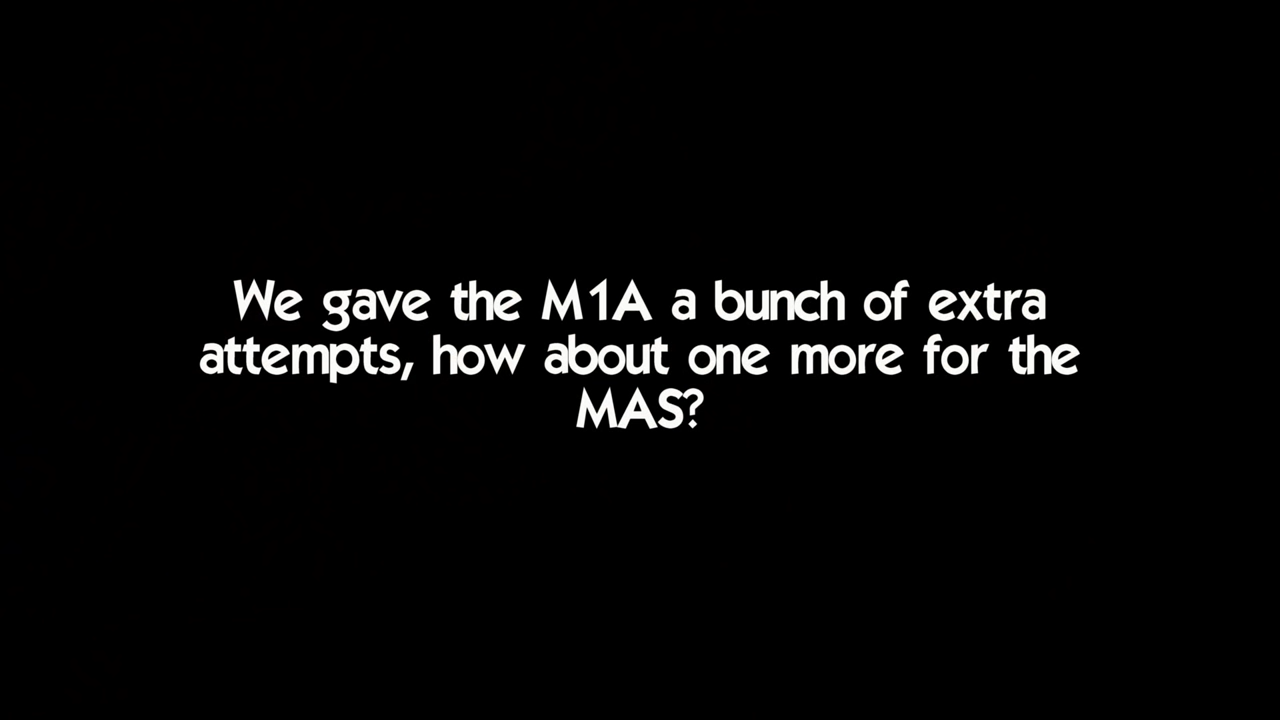 We gave the M1A a bunch of extra
attempts, how about one more for the
MAS?